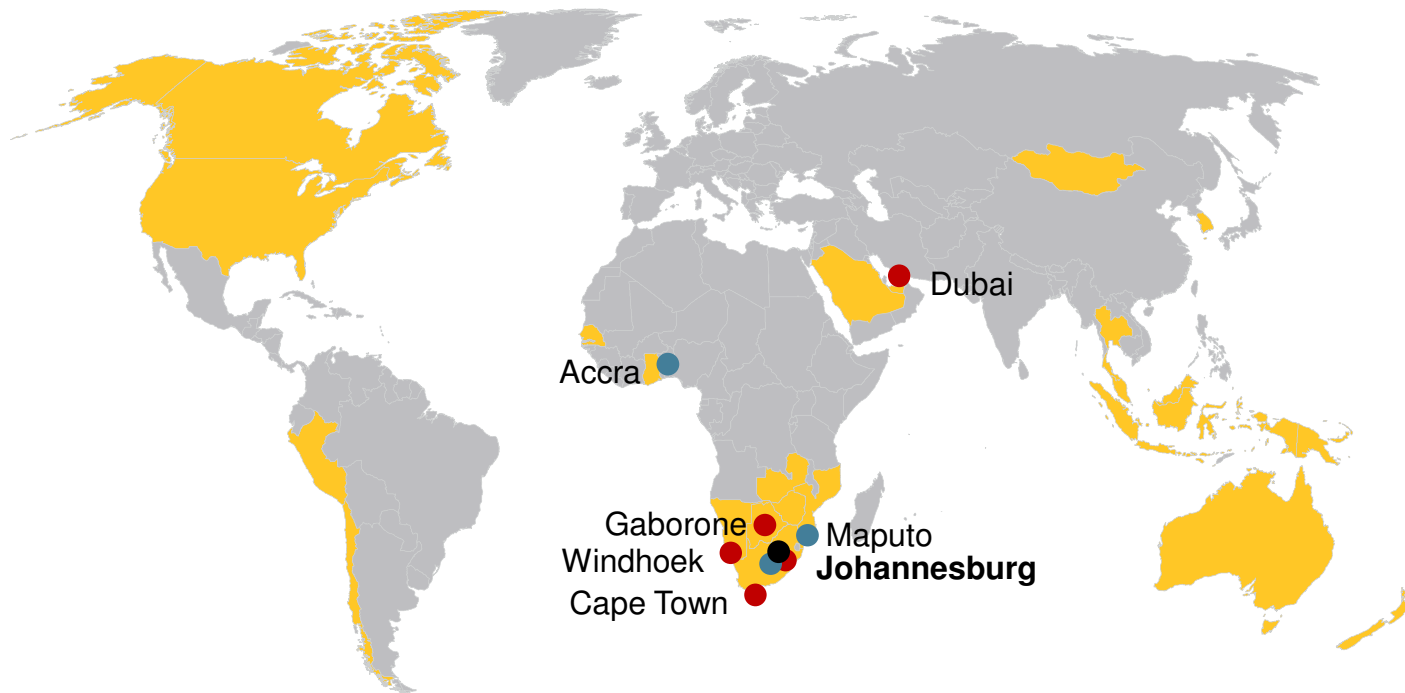 Dubai
Accra
Gaborone
Maputo
Windhoek
Johannesburg
Cape Town